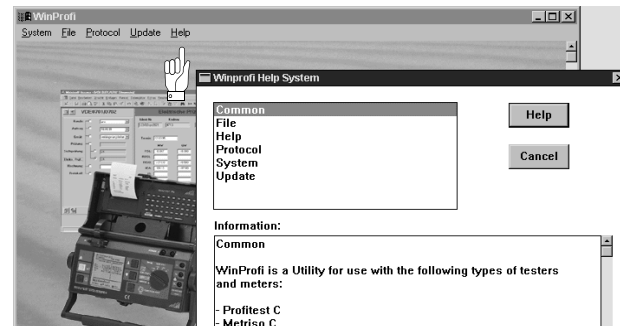 WinProfi
System File Protocol Update Help
Winprofi Help System
Common
File
Help
Protocol
System
Update
Help
Cancel
Information:
Common
WinProfi is a Utility for use with the following types of testers
and meters:
- Profitest C
- Metriso C